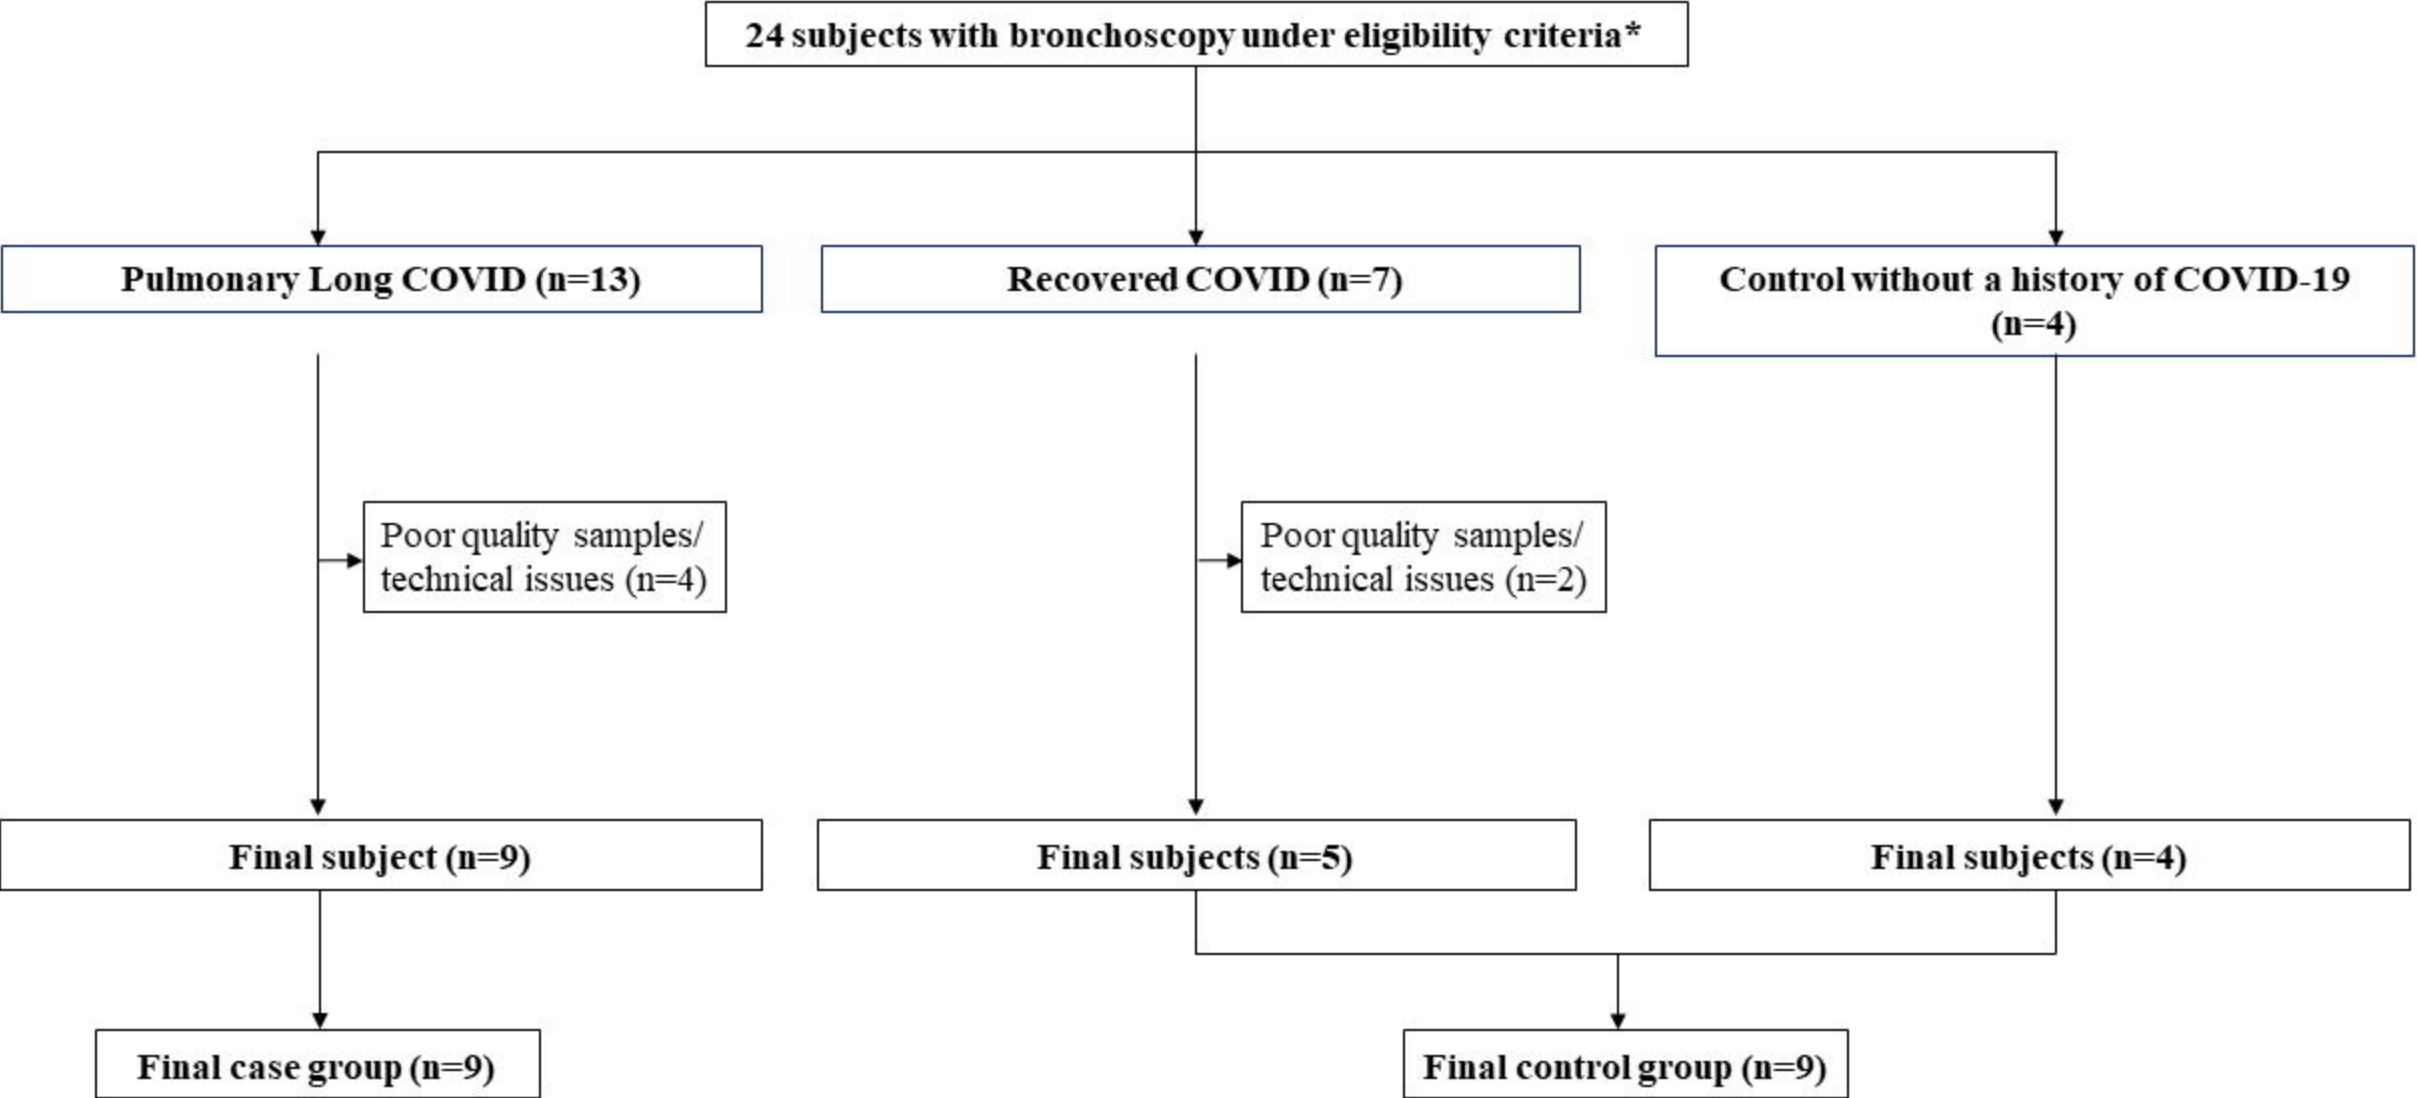 24 subjects with bronchoscopy under eligibility criteria*
Pulmonary Long COVID (n=13)
Recovered COVID (n=7)
Control without a history of COVID-19
(n=4)
Poor quality samples/
technical issues (n=4)
Poor quality samples/
technical issues (n=2)
Final subject (n=9)
Final subjects (n=5)
Final subjects (n=4)
Final case group (n=9)
Final control group (n=9)